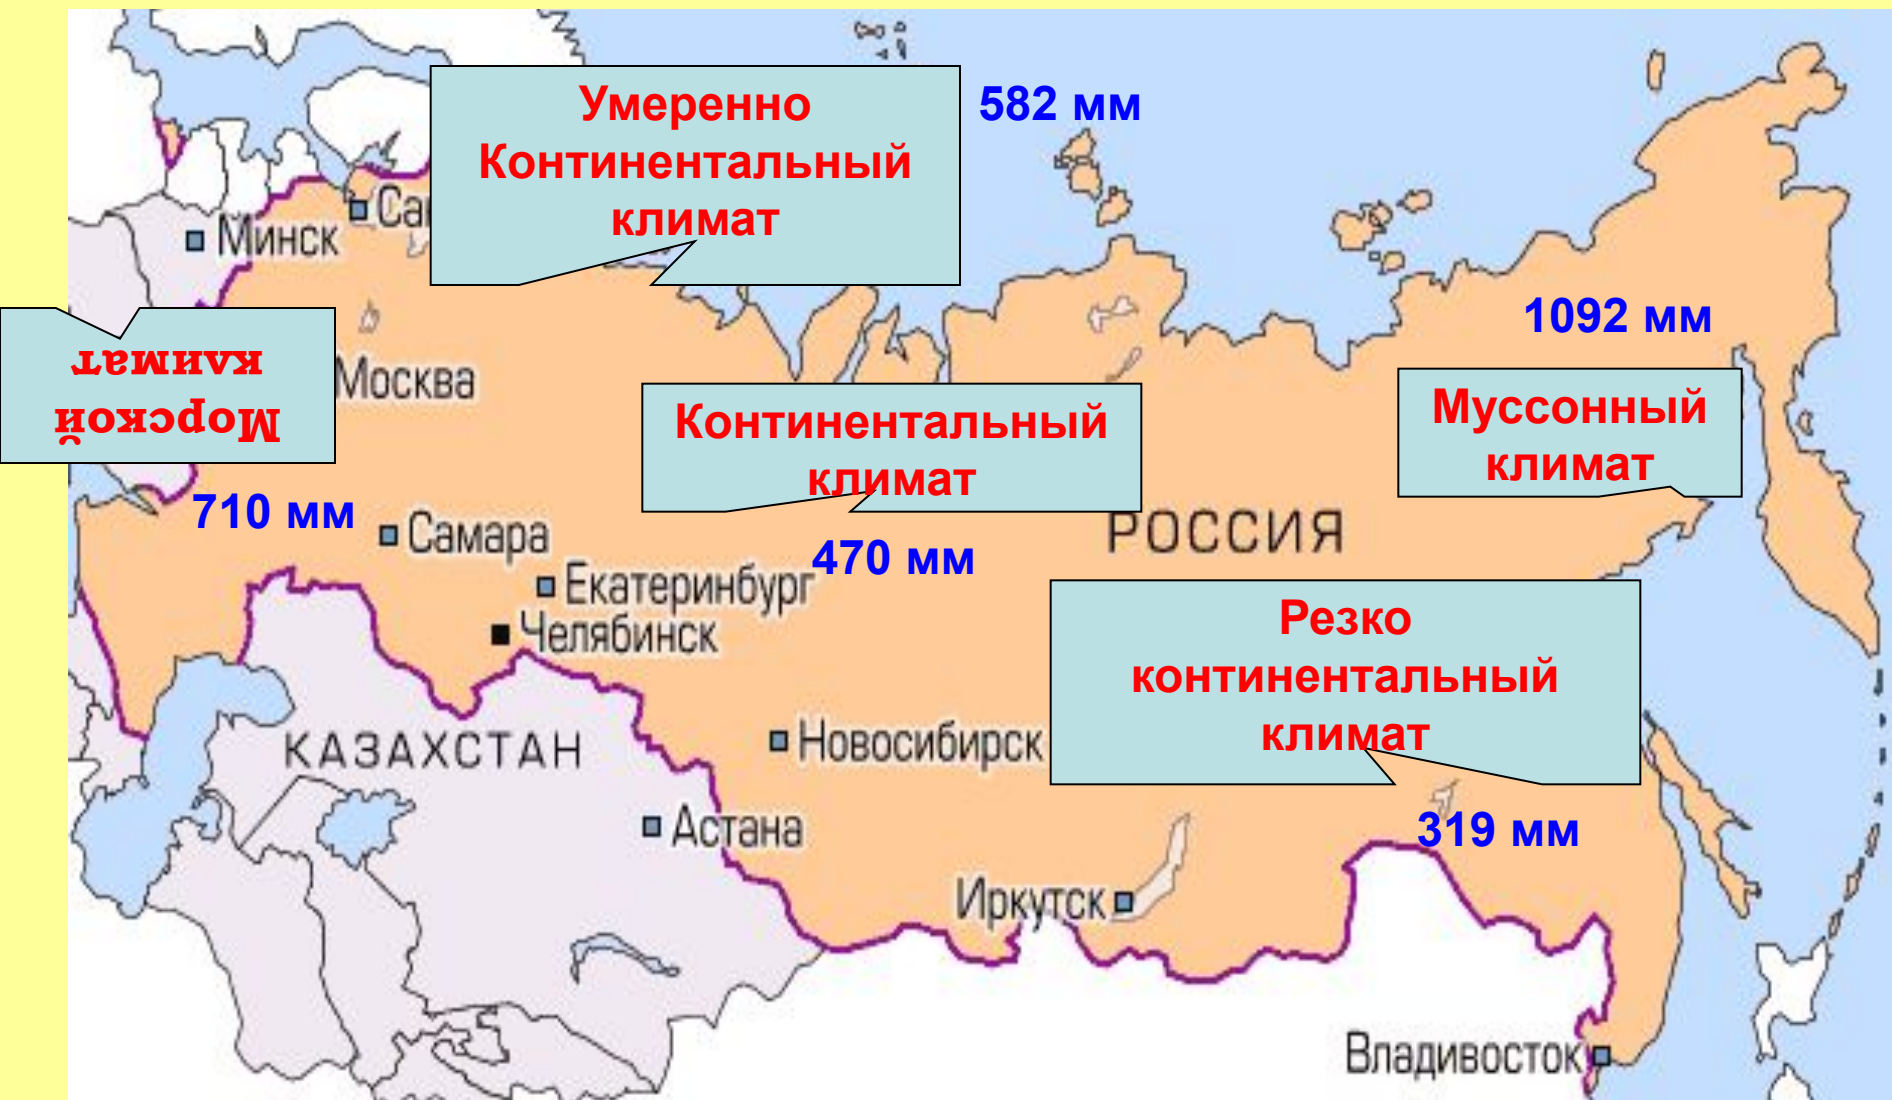 Умеренно
Континентальный
климат
582 мм
Са
Минск
1092 мм
Морской
климат
Москва
Континентальный
климат
Муссонный
климат
710 мм
Самара
РОССИЯ
470 мм
Екатеринбург
Челябинск
Резко
континентальный
климат
КАЗАХСТАН
Новосибирск
Астана
319 мм
Иркутск
Владивосток